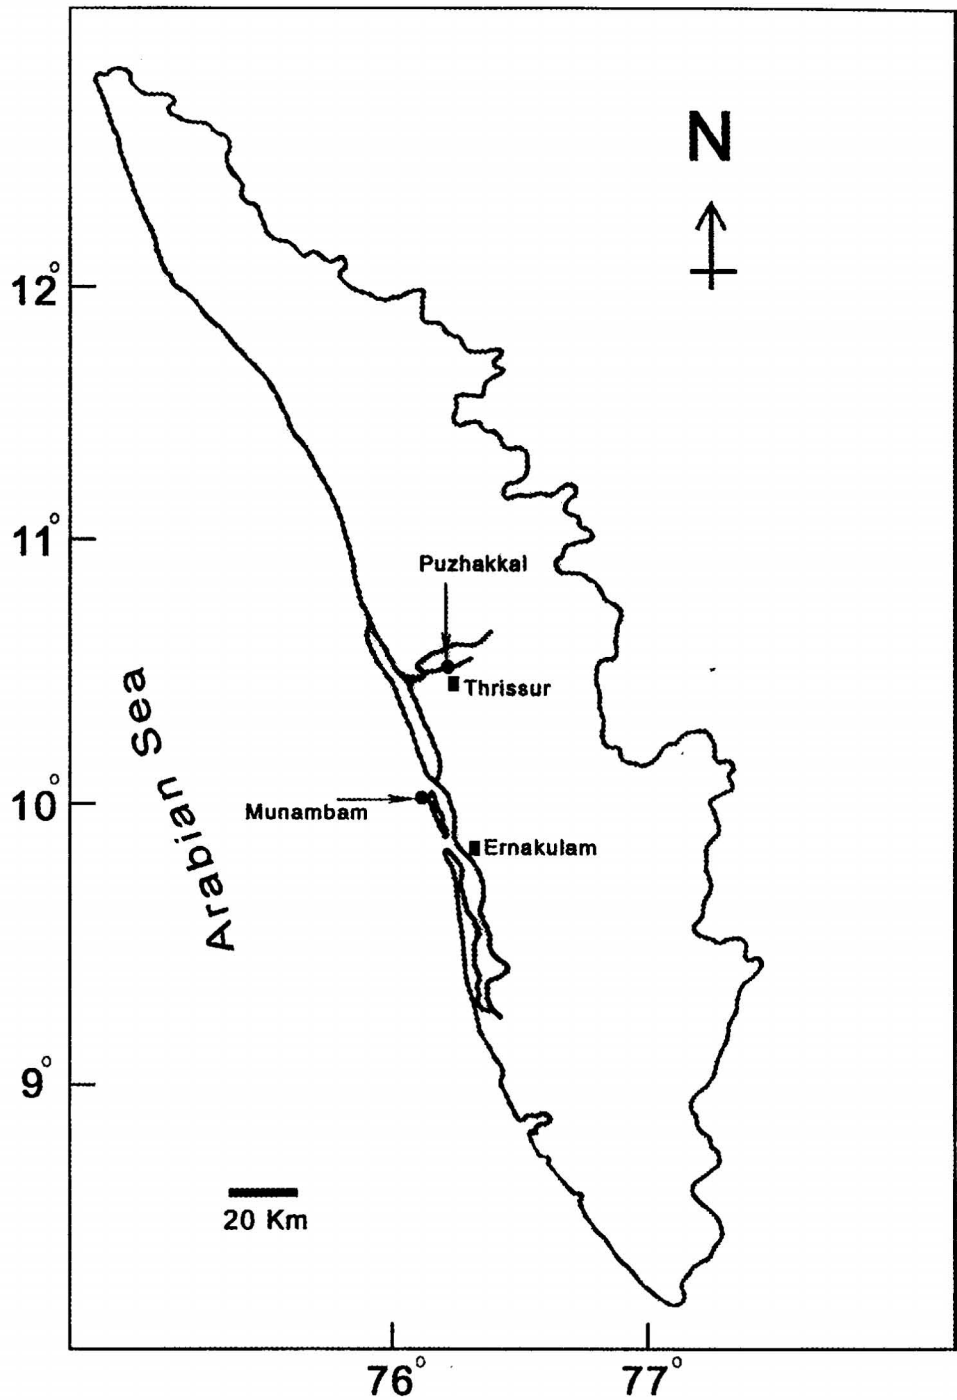 N
12°
11°
Puzhakkal
Thrissur
Arabian Sea
10°
Munambam
Ernakulam
9°
20 Km
76°
77°